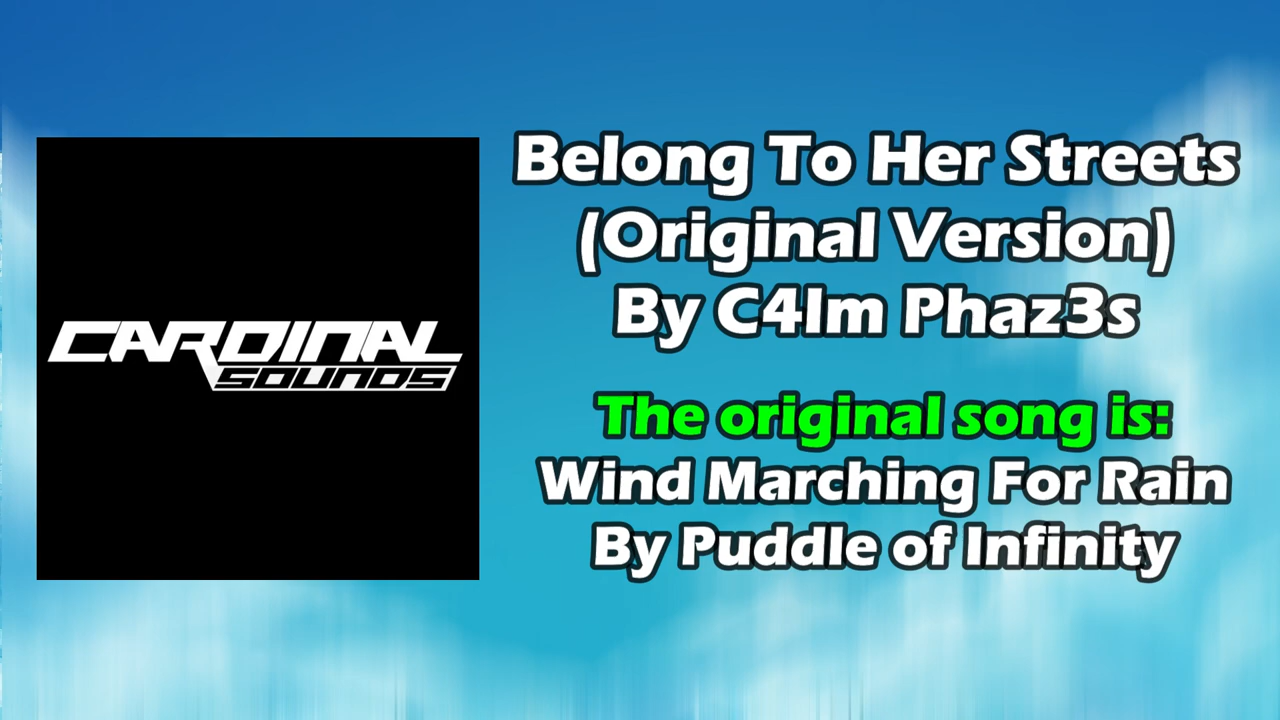 CARDINAL
SOUNDS
Belong To Her Streets
(Original Version)
By C4lm Phaz3s
The original song is:
Wind Marching For Rain
By Puddle of Infinity